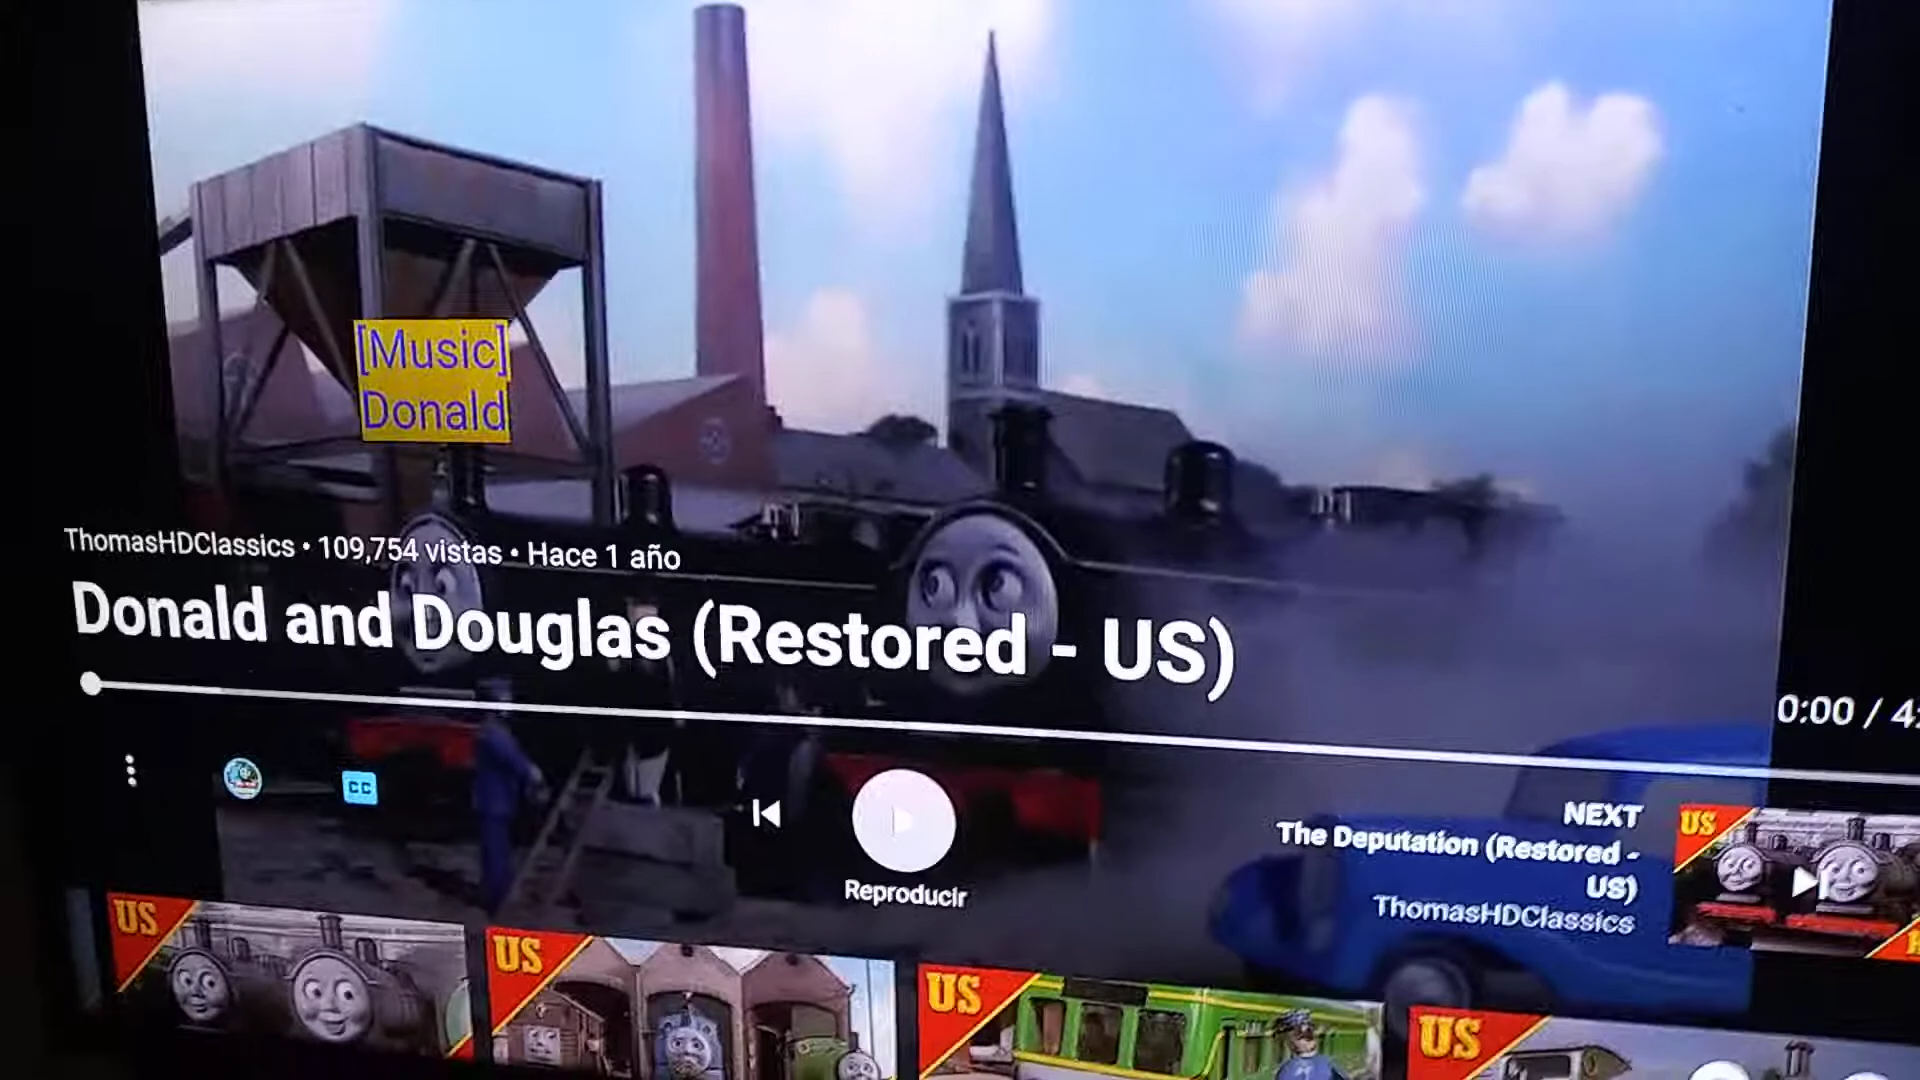 [Music]
Donald
ThomasHDClassics • 109,754 vistas • Hace 1 año
Donald and Douglas (Restored - US)
0:00 / 4:
CC
Reproducir
NEXT
The Deputation (Restored -
US)
ThomasHDClassics
US
US
US
US
US